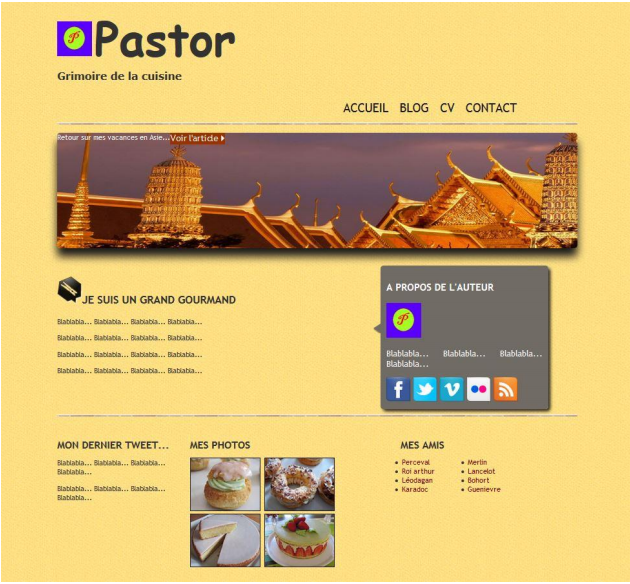 Pastor
Grimoire de la cuisine
ACCUEIL BLOG CV CONTACT
Retour sur mes vacances en Asie... Voir l'article
JE SUIS UN GRAND GOURMAND
Blablabla... Blablabla... Blablabla... Blablabla...
Blablabla... Blablabla... Blablabla... Blablabla...
Blablabla... Blablabla... Blablabla... Blablabla...
Blablabla... Blablabla... Blablabla... Blablabla...
A PROPOS DE L'AUTEUR
P
Blablabla... Blablabla... Blablabla...
Blablabla...
MON DERNIER TWEET...
Blablabla... Blablabla... Blablabla...
Blablabla...
Blablabla... Blablabla... Blablabla...
Blablabla...
MES PHOTOS
MES AMIS
Perceval
Roi arthur
Léodagan
Karadoc
Merlin
Lancelot
Bohort
Guenievre